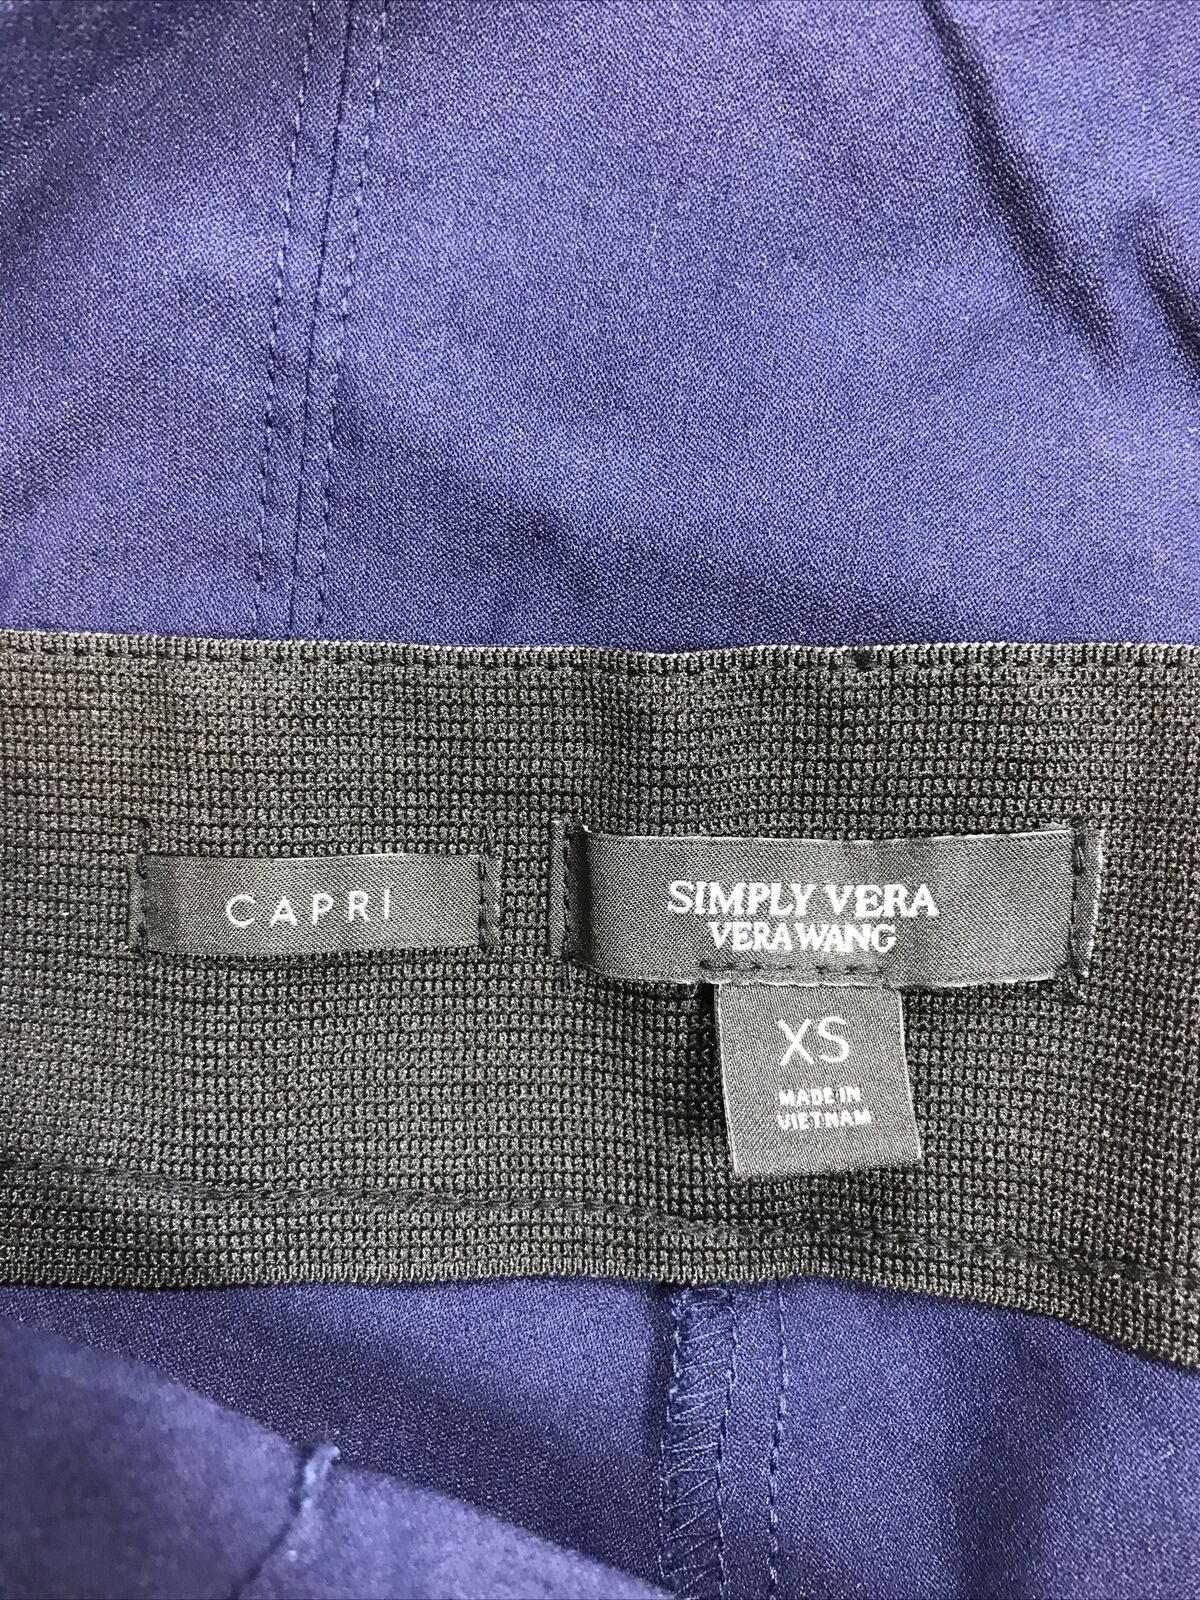 CAPRI
SIMPLY VERA
VERA WANG
XS
MADE IN
VIETNAM